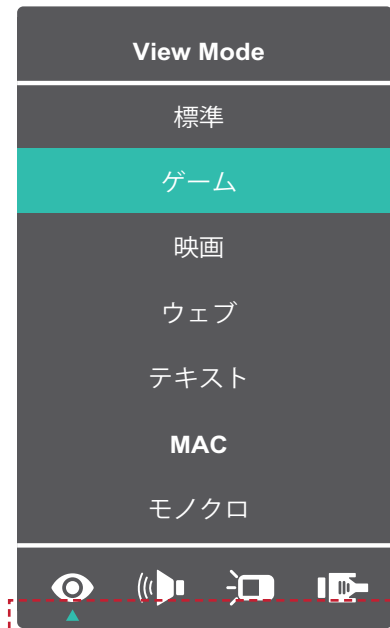 View Mode
標準
ゲーム
映画
ウェブ
テキスト
MAC
モノクロ